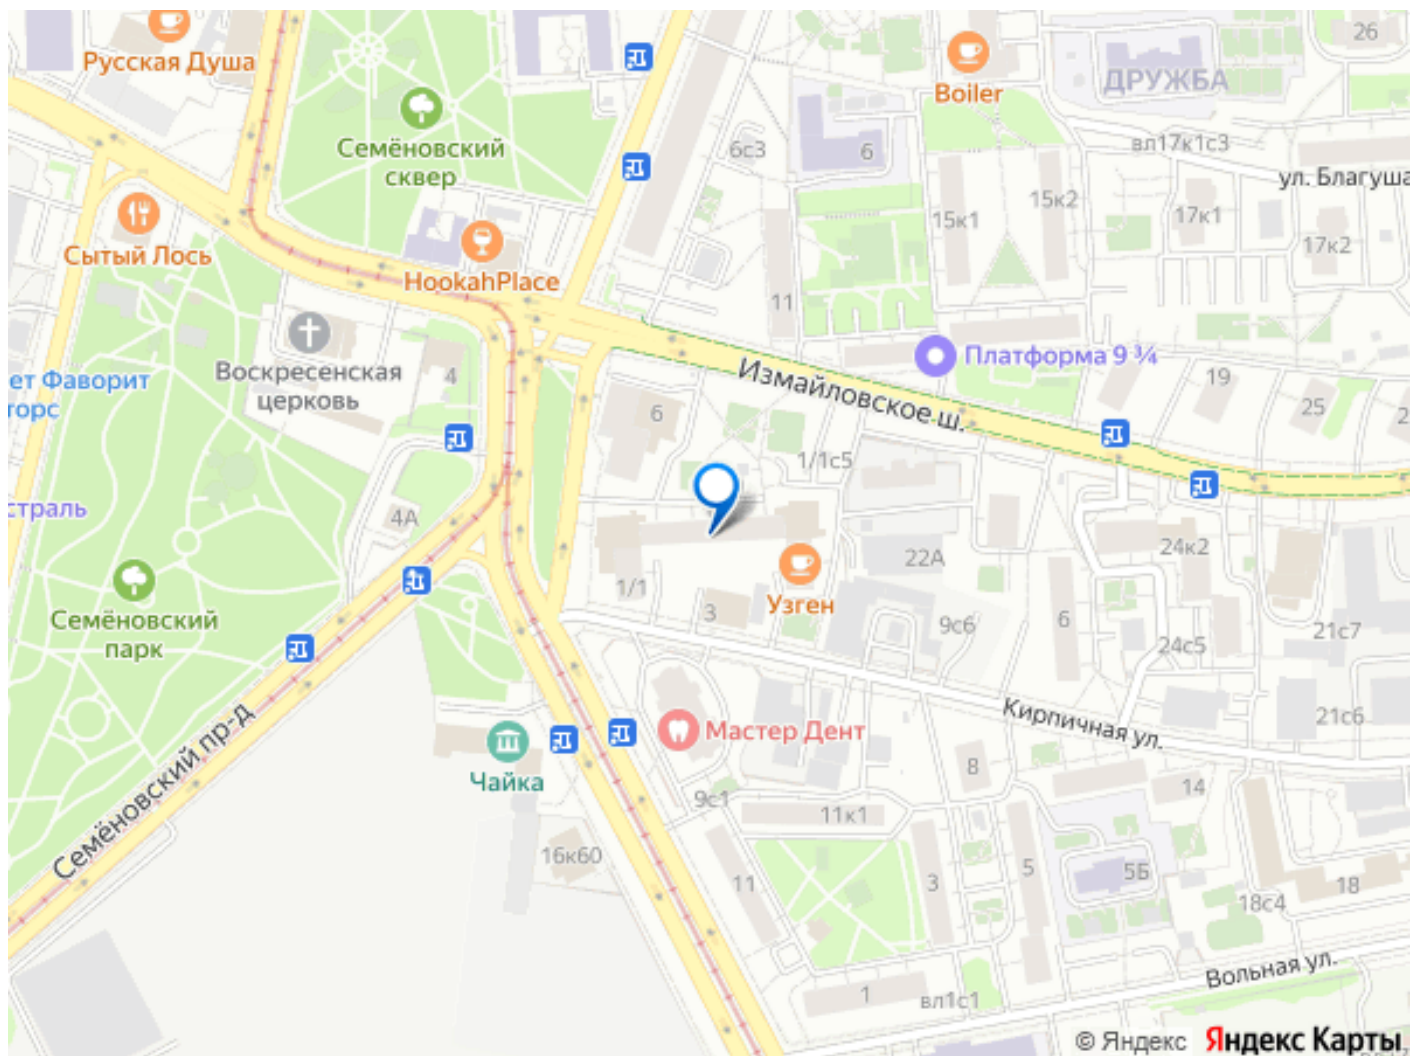 Русская Душа
Семёновский
сквер
Сытый Лось
HookahPlace
Boiler
ДРУЖБА
26
6с3
6
вл17к1с3
ул. Благуша
15к1
15к2
17к1
17к2
11
Воскресенская
церковь
4
ет Фаворит
торс
Измайловское ш.
Платформа 9 ¾
19
25
2
6
1/1с5
страль
4А
22А
24к2
Семёновский
парк
1/1
3
Узген
9с6
6
24с5
21с7
Семёновский пр-д
Чайка
Мастер Дент
Кирпичная ул.
21с6
9с1
11к1
8
14
16к60
11
3
5
5Б
18
18с4
Вольная ул.
1
вл1с1
© Яндекс Яндекс Карты